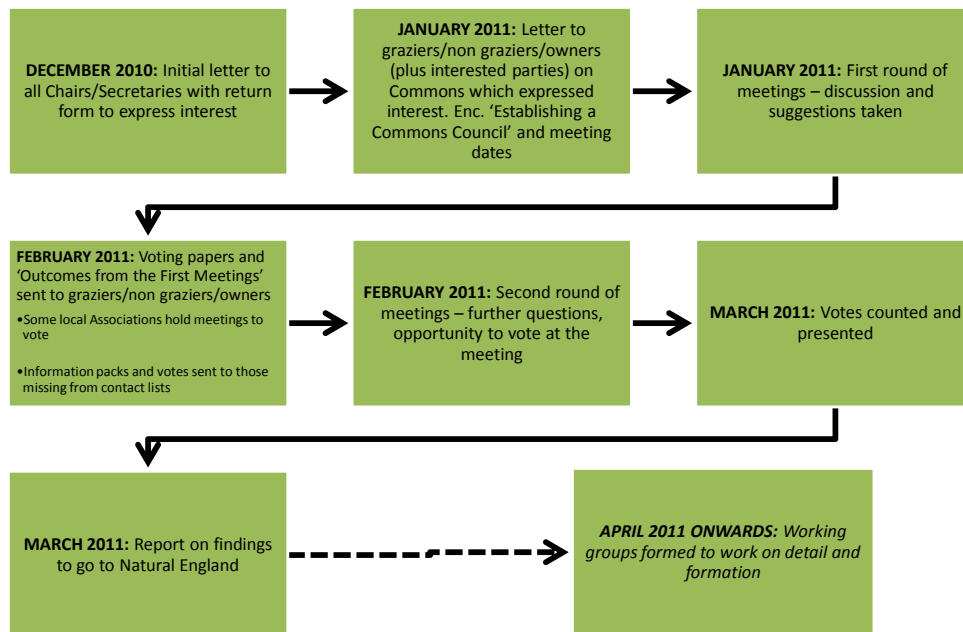 DECEMBER 2010: Initial letter to
all Chairs/Secretaries with return
form to express interest
JANUARY 2011: Letter to
graziers/non graziers/owners
(plus interested parties) on
Commons which expressed
interest. Enc. ‘Establishing a
Commons Council’ and meeting
dates
JANUARY 2011: First round of
meetings – discussion and
suggestions taken
FEBRUARY 2011: Voting papers and
‘Outcomes from the First Meetings’
sent to graziers/non graziers/owners
•Some local Associations hold meetings to
vote
•Information packs and votes sent to those
missing from contact lists
FEBRUARY 2011: Second round of
meetings – further questions,
opportunity to vote at the
meeting
MARCH 2011: Votes counted and
presented
MARCH 2011: Report on findings
to go to Natural England
APRIL 2011 ONWARDS: Working
groups formed to work on detail and
formation